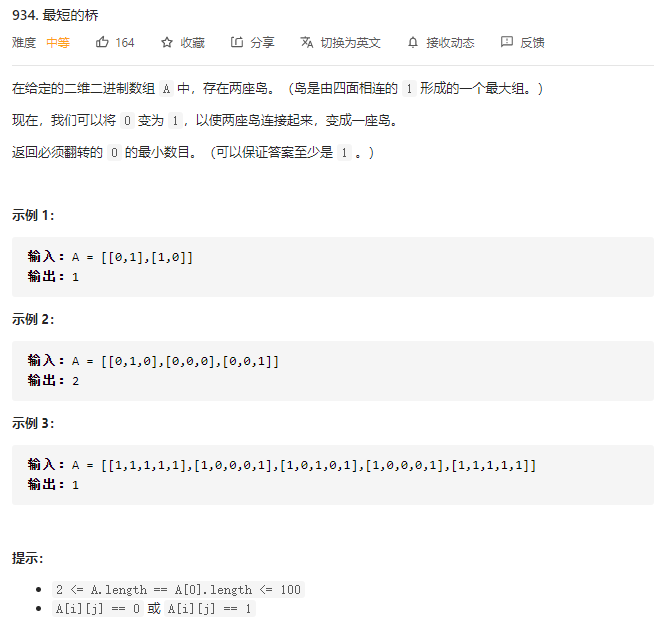 934. 最短的桥
难度 中等 164 收藏 分享 切换为英文 接收动态 反馈
在给定的二维二进制数组 A 中，存在两座岛。（岛是由四面相连的 1 形成的一个最大组。）
现在，我们可以将 0 变为 1，以使两座岛连接起来，变成一座岛。
返回必须翻转的 0 的最小数目。（可以保证答案至少是 1 。）
示例 1：
输入：A = [[0,1],[1,0]]
输出：1
示例 2：
输入：A = [[0,1,0],[0,0,0],[0,0,1]]
输出：2
示例 3：
输入：A = [[1,1,1,1,1],[1,0,0,0,1],[1,0,1,0,1],[1,0,0,0,1],[1,1,1,1,1]]
输出：1
提示：
2 <= A.length == A[0].length <= 100
A[i][j] == 0 或 A[i][j] == 1